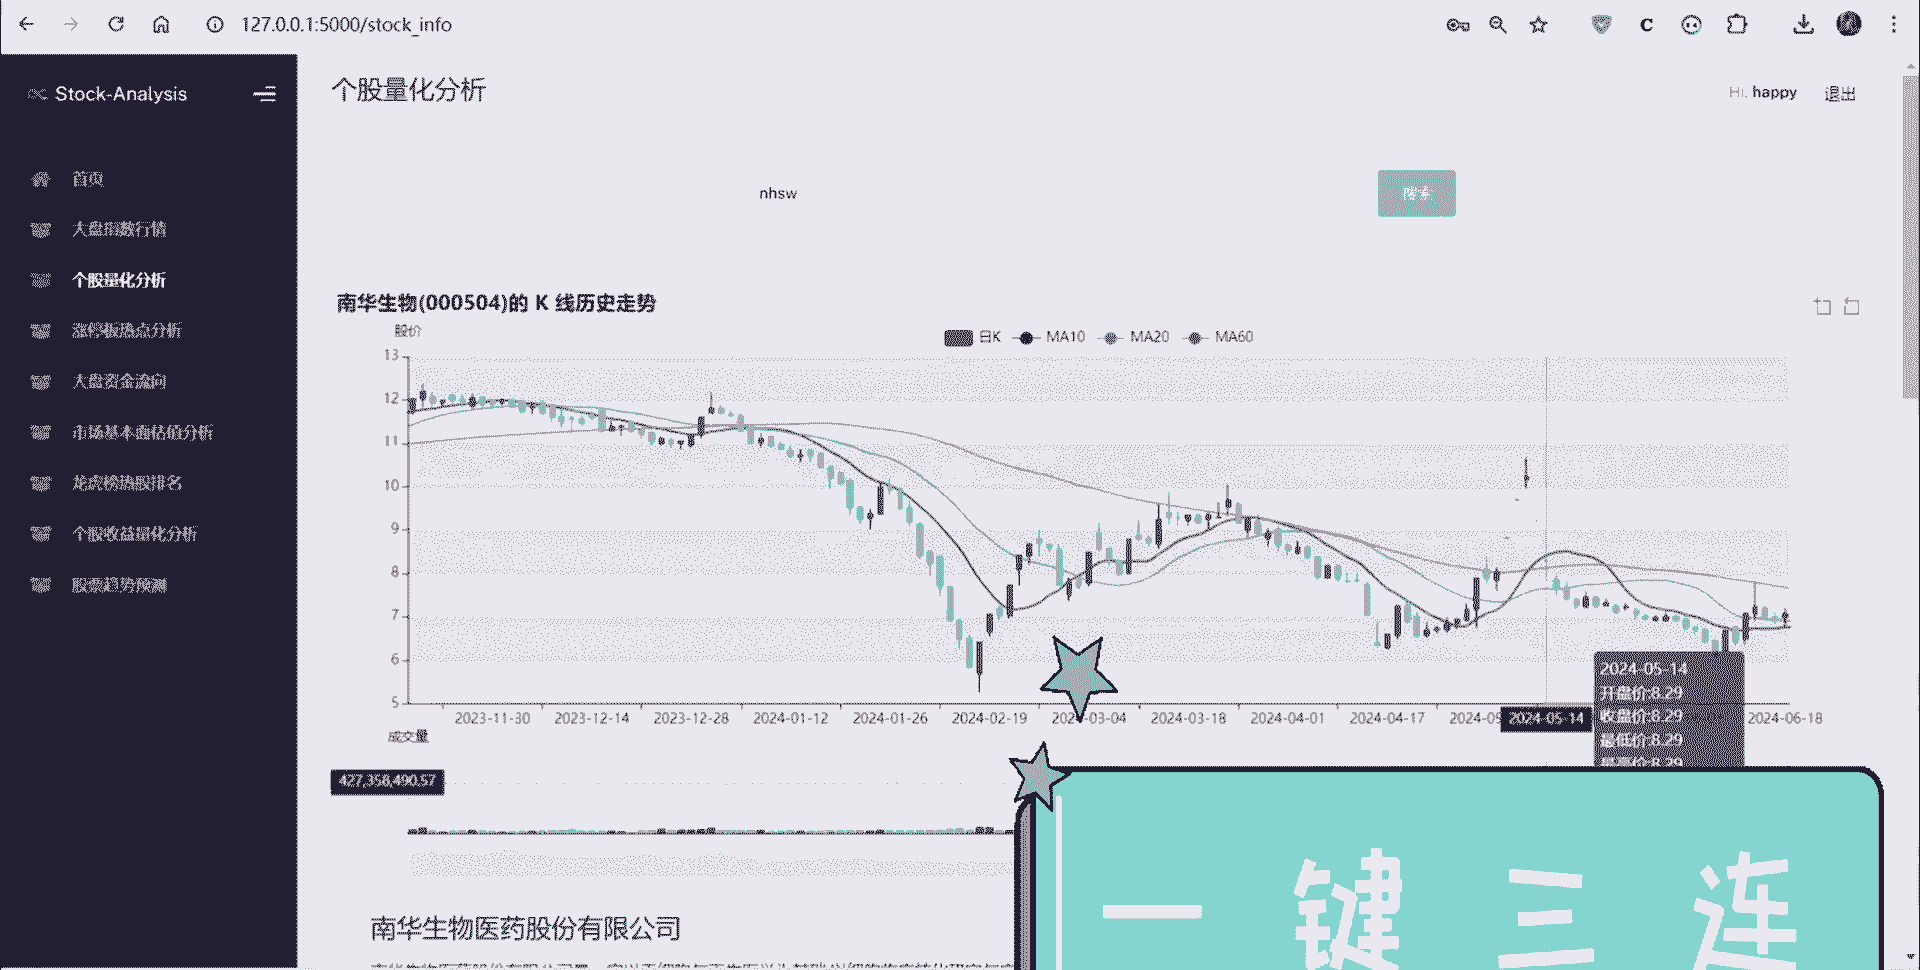 127.0.0.1:5000/stock_info
Stock-Analysis
个股量化分析
Hi, happy 退出
首页
大盘指数行情
个股量化分析
涨停板热点分析
大盘资金流向
市场基本面估值分析
龙虎榜热股排名
个股收益量化分析
股票趋势预测
nhsw
搜索
南华生物(000504)的 K 线历史走势
股价
日K MA10 MA20 MA60
13
12
11
10
9
8
7
6
5
2023-11-30 2023-12-14 2023-12-28 2024-01-12 2024-01-26 2024-02-19 2024-03-04 2024-03-18 2024-04-01 2024-04-17 2024-05-14 2024-06-18
2024-05-14
开盘价:8.29
收盘价:8.29
最低价:8.29
最高价:8.29
成交量
427,358,490.57
南华生物医药股份有限公司
一键三连